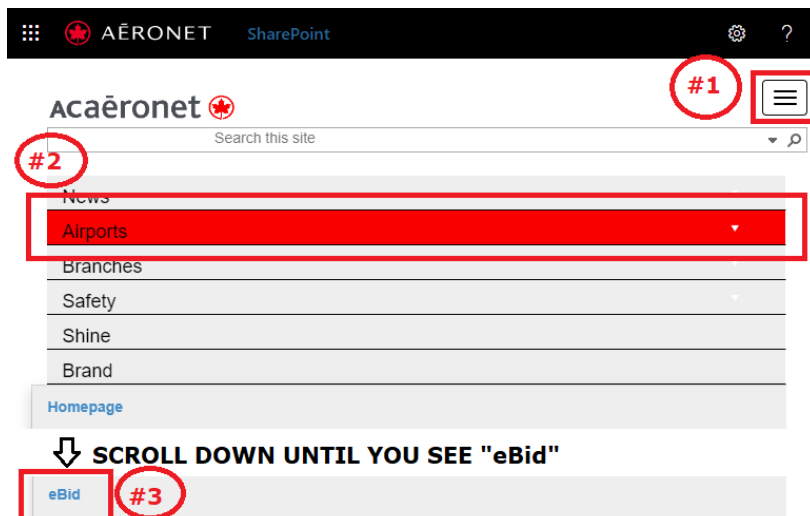 AĒRONET SharePoint ?
#1
ACaēronet
Search this site
#2
News
Airports
Branches
Safety
Shine
Brand
Homepage
SCROLL DOWN UNTIL YOU SEE "eBid"
eBid #3